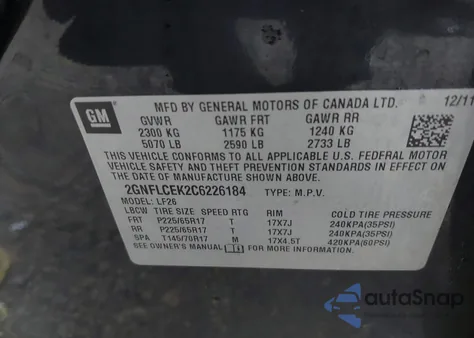 GM
MFD BY GENERAL MOTORS OF CANADA LTD. 12/11
GVWR GAWR FRT GAWR RR
2300 KG 1175 KG 1240 KG
5070 LB 2590 LB 2733 LB
THIS VEHICLE CONFORMS TO ALL APPLICABLE U.S. FEDERAL MOTOR
VEHICLE SAFETY AND THEFT PREVENTION STANDARDS IN EFFECT ON
THE DATE OF MANUFACTURE SHOWN ABOVE.
2GNFLCEK2C6226184 TYPE: M.P.V.
MODEL: LF26
LBCW TIRE SIZE SPEED RTG RIM COLD TIRE PRESSURE
FRT P225/65R17 T 17X7J 240KPA(35PSI)
RR P225/65R17 T 17X7J 240KPA(35PSI)
SPA T145/70R17 M 17X4.5T 420KPA(60PSI)
SEE OWNER'S MANUAL FOR MORE INFORMATION.
autoSnap